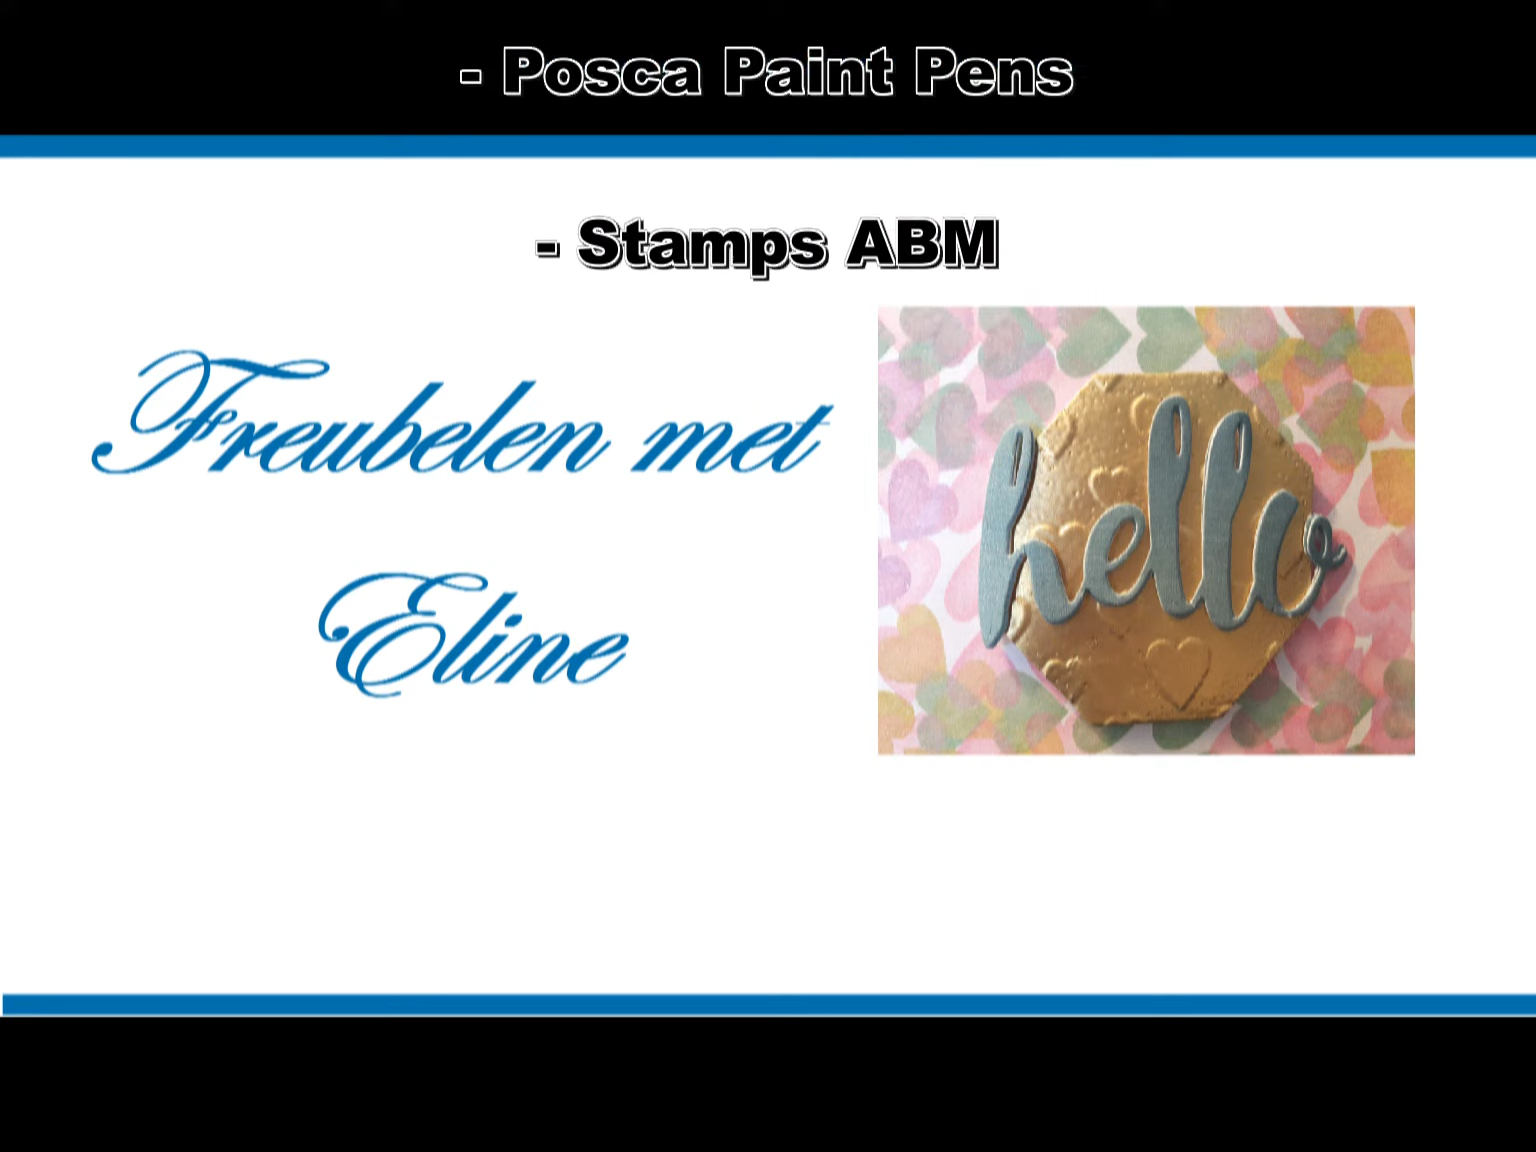 - Posca Paint Pens
- Stamps ABM
Freubelen met
Eline
hello